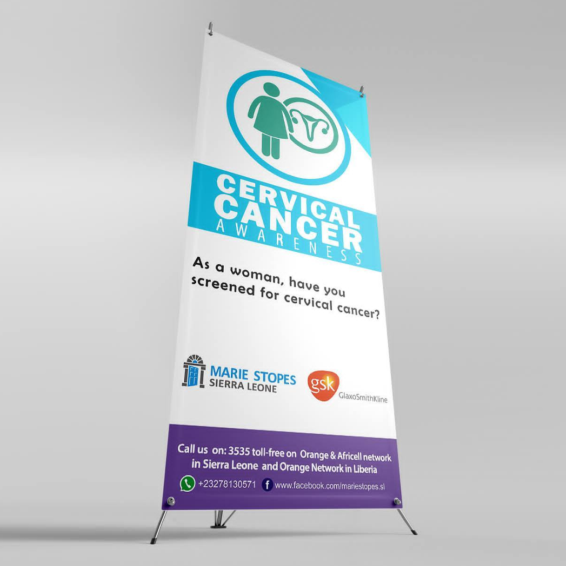 CERVICAL
CANCER
AWARENESS
As a woman, have you
screened for cervical cancer?
MARIE STOPES
SIERRA LEONE
gsk
GlaxoSmithKline
Call us on: 3535 toll-free on Orange & Africell network
in Sierra Leone and Orange Network in Liberia
+23278130571 f www.facebook.com/mariestopes.sl